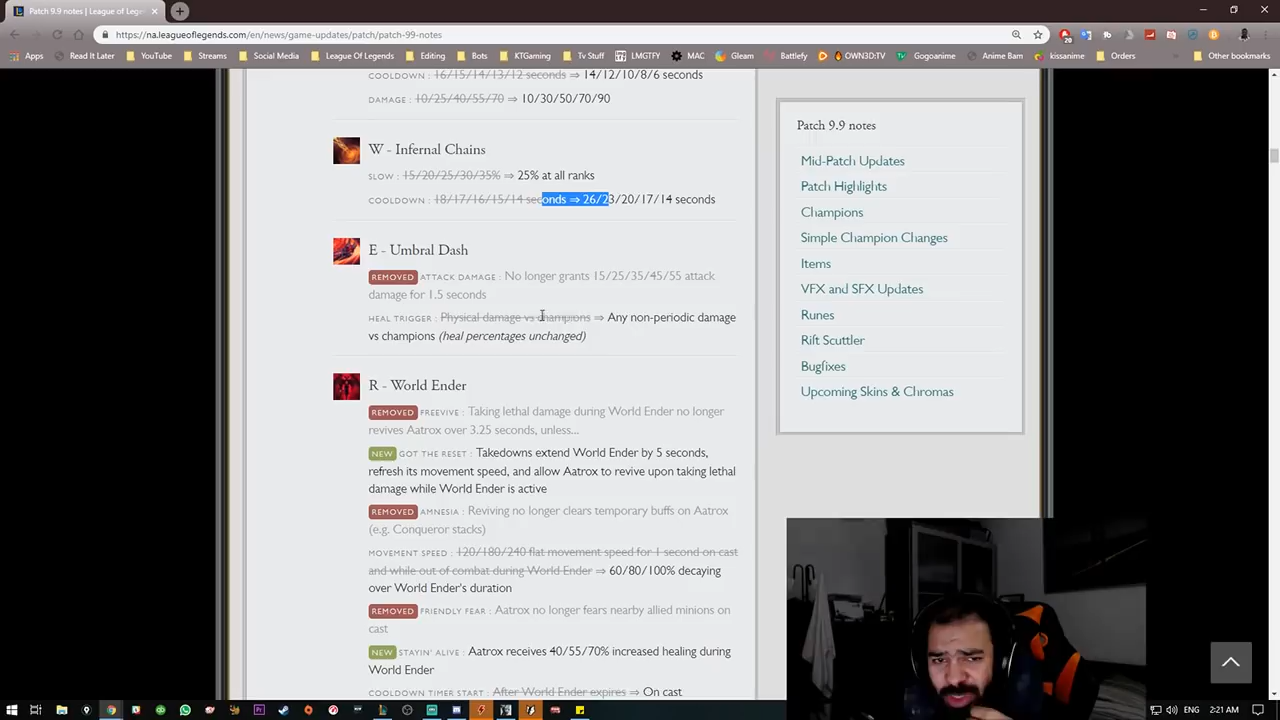 Patch 9.9 notes | League of Leg
https://na.leagueoflegends.com/en/news/game-updates/patch/patch-99-notes
Apps Read It Later YouTube Streams Social Media League Of Legends Editing Bots KTGaming Tv Stuff LMGTFY MAC Gleam Battlefy OWN3D:TV Gogoanime Anime Bam kissanime Orders Other bookmarks
COOLDOWN : 16/15/14/13/12 seconds ⇒ 14/12/10/8/6 seconds
DAMAGE : 10/25/40/55/70 ⇒ 10/30/50/70/90
W - Infernal Chains
SLOW : 15/20/25/30/35% ⇒ 25% at all ranks
COOLDOWN : 18/17/16/15/14 seconds ⇒ 26/23/20/17/14 seconds
E - Umbral Dash
REMOVED ATTACK DAMAGE : No longer grants 15/25/35/45/55 attack
damage for 1.5 seconds
HEAL TRIGGER : Physical damage vs champions ⇒ Any non-periodic damage
vs champions (heal percentages unchanged)
R - World Ender
REMOVED FREEVIVE : Taking lethal damage during World Ender no longer
revives Aatrox over 3.25 seconds, unless...
NEW GOT THE RESET : Takedowns extend World Ender by 5 seconds,
refresh its movement speed, and allow Aatrox to revive upon taking lethal
damage while World Ender is active
REMOVED AMNESIA : Reviving no longer clears temporary buffs on Aatrox
(e.g. Conqueror stacks)
MOVEMENT SPEED : 120/180/240 flat movement speed for 1 second on cast
and while out of combat during World Ender ⇒ 60/80/100% decaying
over World Ender's duration
REMOVED FRIENDLY FEAR : Aatrox no longer fears nearby allied minions on
cast
NEW STAYIN' ALIVE : Aatrox receives 40/55/70% increased healing during
World Ender
COOLDOWN TIMER START : After World Ender expires ⇒ On cast
Patch 9.9 notes
Mid-Patch Updates
Patch Highlights
Champions
Simple Champion Changes
Items
VFX and SFX Updates
Runes
Rift Scuttler
Bugfixes
Upcoming Skins & Chromas
2:21 AM